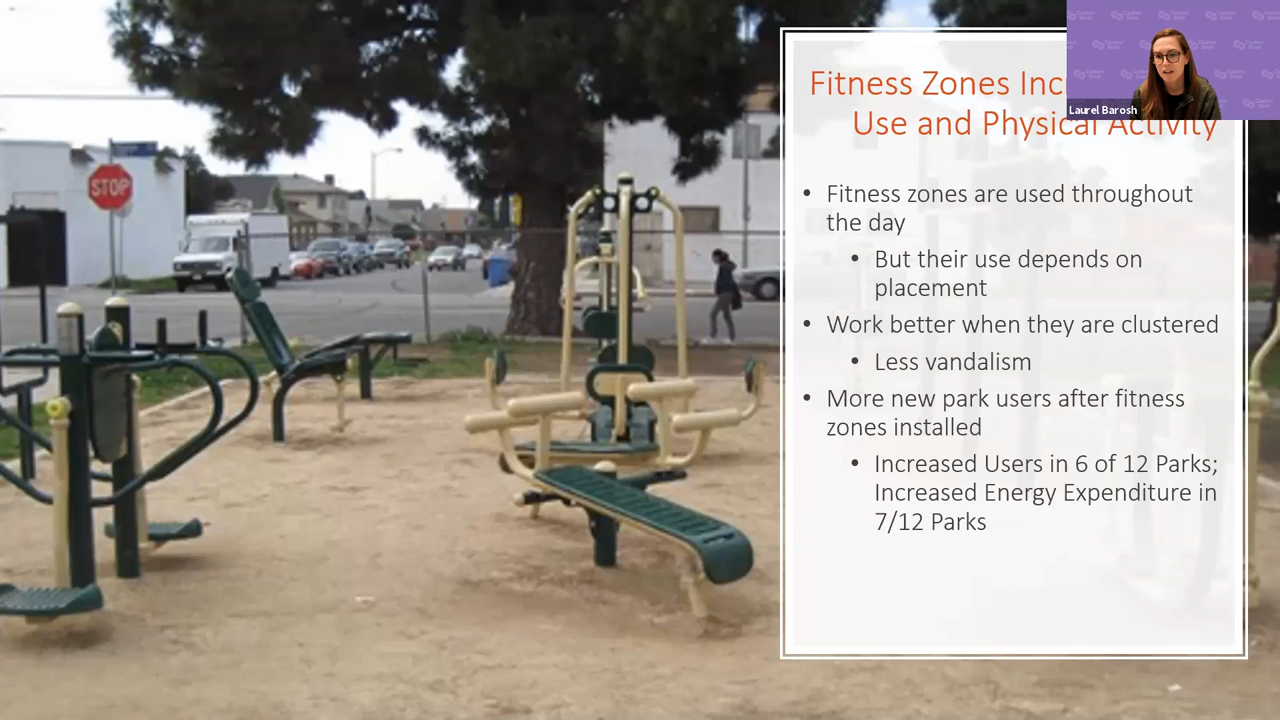 Fitness Zones Inc
Use and Physical Activity
Laurel Barosh
• Fitness zones are used throughout
the day
• But their use depends on
placement
• Work better when they are clustered
• Less vandalism
• More new park users after fitness
zones installed
• Increased Users in 6 of 12 Parks;
Increased Energy Expenditure in
7/12 Parks
STOP